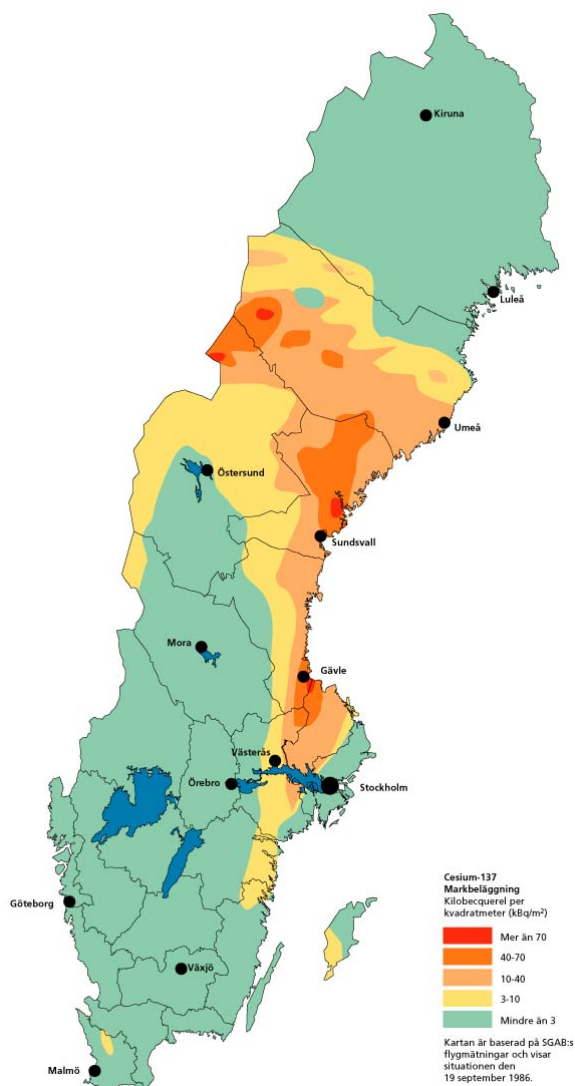 Kiruna
Luleå
Umeå
Östersund
Sundsvall
Mora
Gävle
Västerås
Örebro
Stockholm
Göteborg
Växjö
Malmö
Cesium-137
Markbeläggning
Kilobecquerel per
kvadratmeter (kBq/m²)
Mer än 70
40-70
10-40
3-10
Mindre än 3
Kartan är baserad på SGAB:s
flygmätningar och visar
situationen den
19 september 1986.